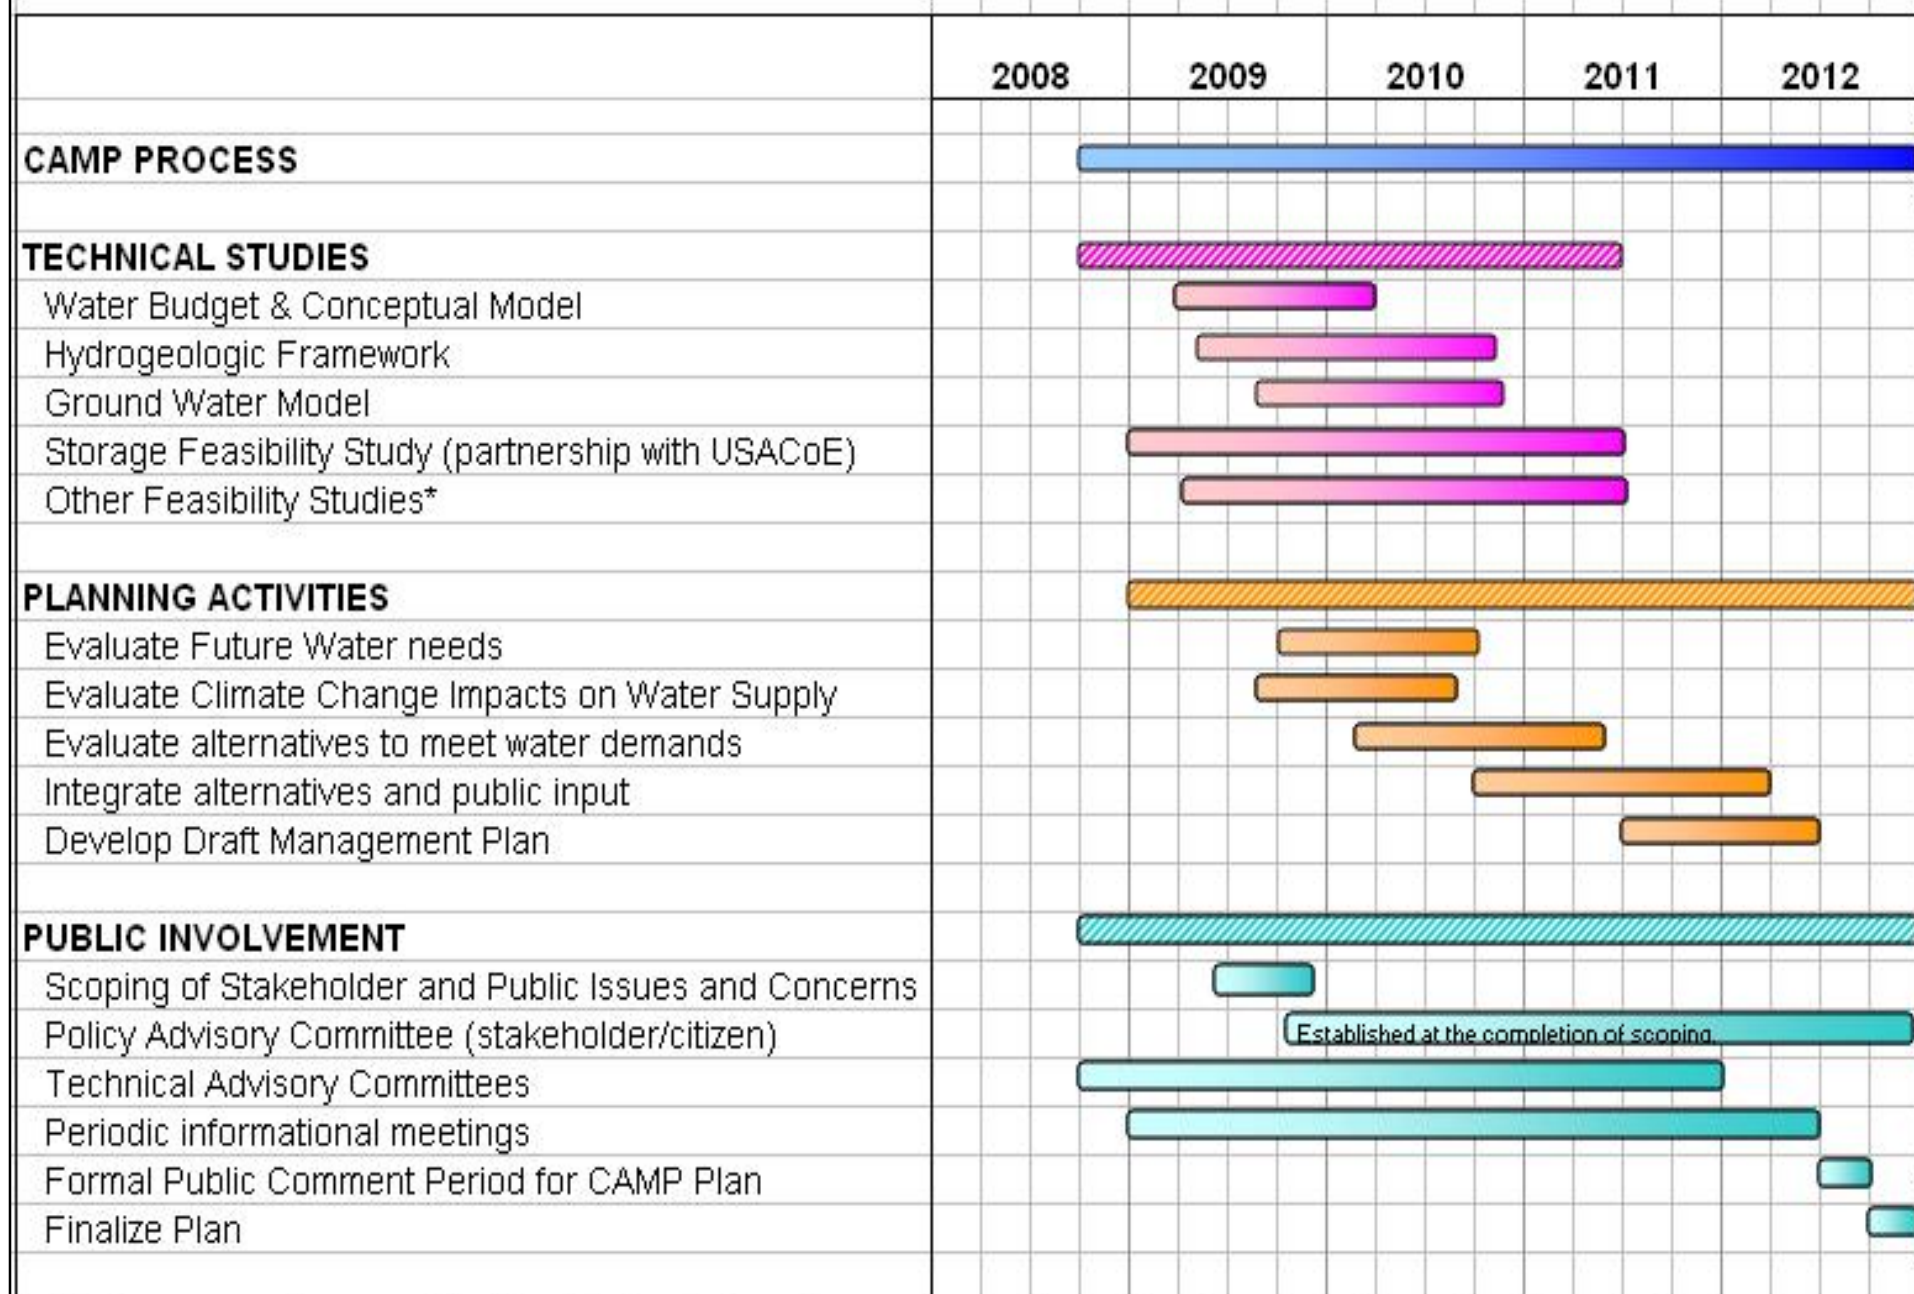 2008 2009 2010 2011 2012
CAMP PROCESS
TECHNICAL STUDIES
Water Budget & Conceptual Model
Hydrogeologic Framework
Ground Water Model
Storage Feasibility Study (partnership with USACoE)
Other Feasibility Studies*
PLANNING ACTIVITIES
Evaluate Future Water needs
Evaluate Climate Change Impacts on Water Supply
Evaluate alternatives to meet water demands
Integrate alternatives and public input
Develop Draft Management Plan
PUBLIC INVOLVEMENT
Scoping of Stakeholder and Public Issues and Concerns
Policy Advisory Committee (stakeholder/citizen) Established at the completion of scoping.
Technical Advisory Committees
Periodic informational meetings
Formal Public Comment Period for CAMP Plan
Finalize Plan